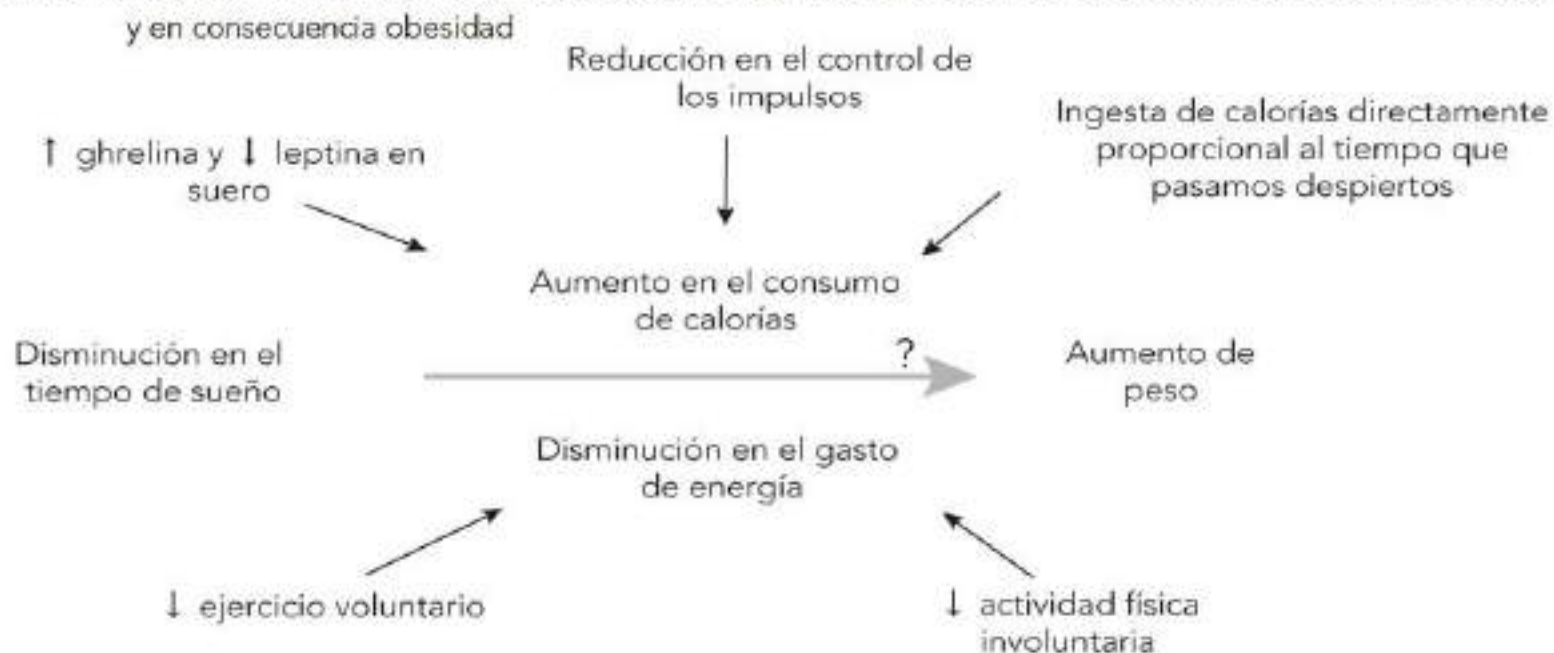 y en consecuencia obesidad
Reducción en el control de
los impulsos
↑ ghrelina y ↓ leptina en
suero
Ingesta de calorías directamente
proporcional al tiempo que
pasamos despiertos
Aumento en el consumo
de calorías
Disminución en el
tiempo de sueño
?
Aumento de
peso
Disminución en el gasto
de energía
↓ ejercicio voluntario
↓ actividad física
involuntaria